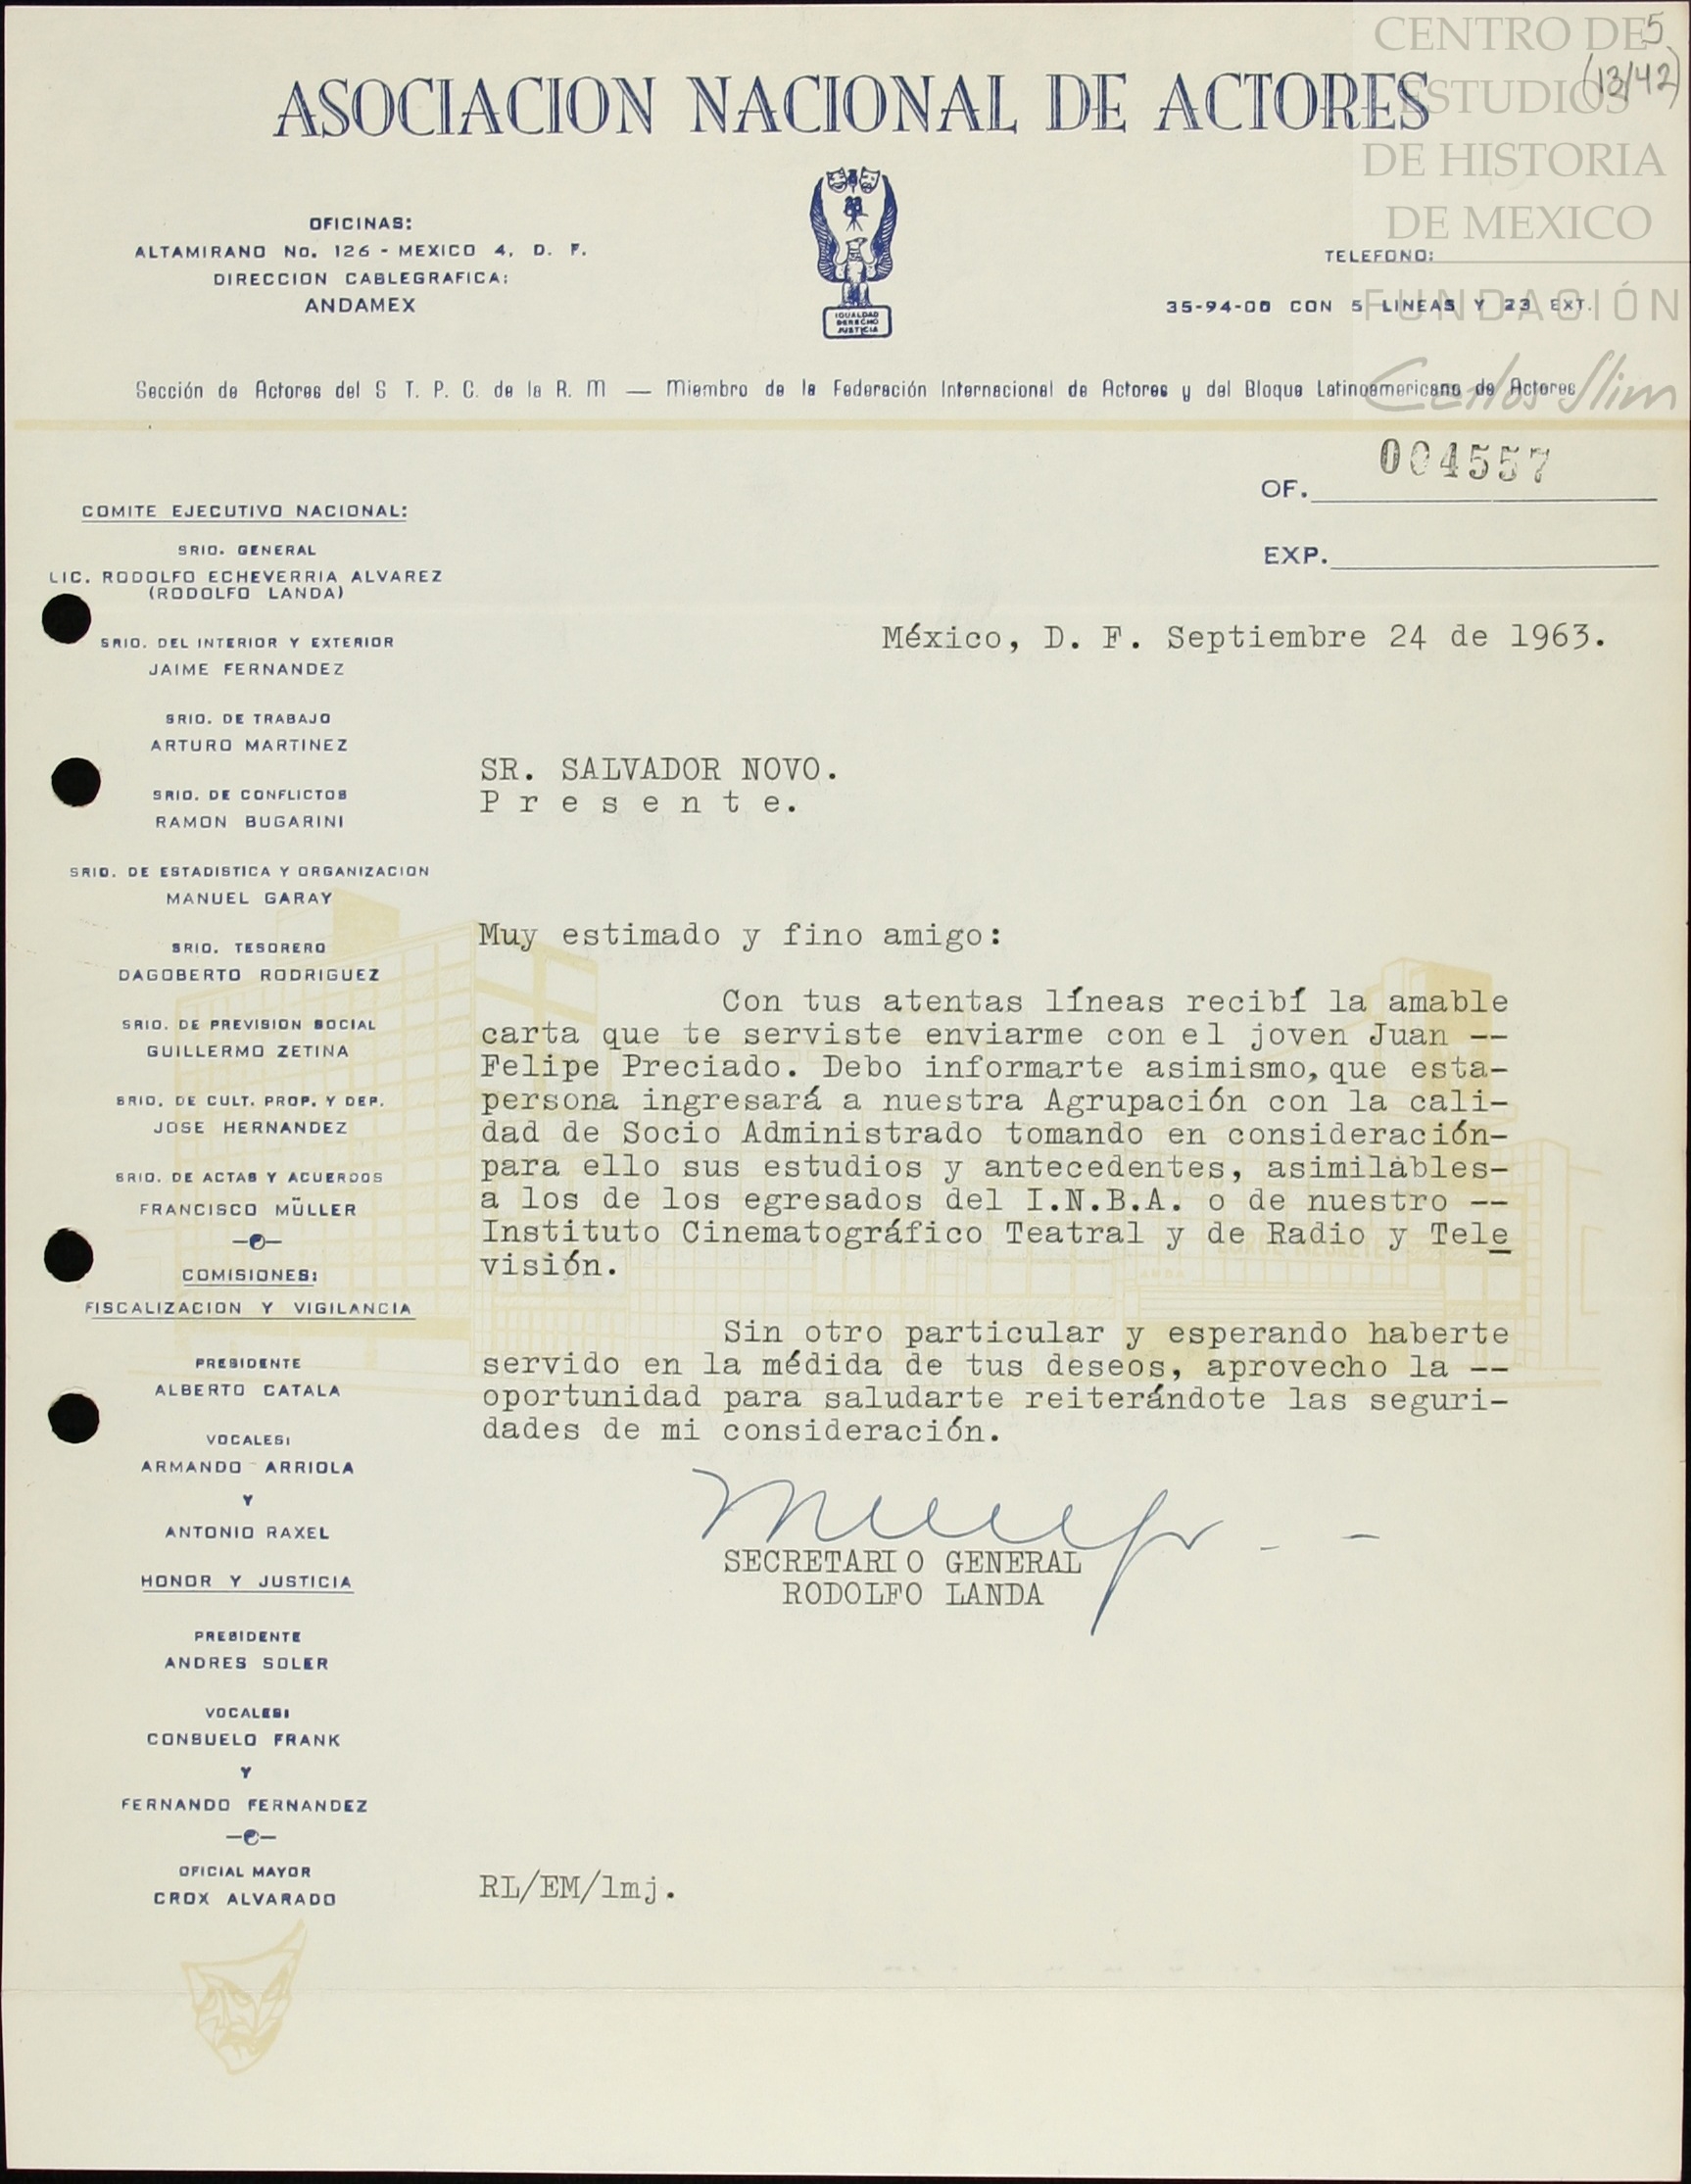 CENTRO DE
ESTUDIOS
DE HISTORIA
DE MEXICO
FUNDACIÓN
Carlos Slim
5
(13/42)
ASOCIACION NACIONAL DE ACTORES
OFICINAS:
ALTAMIRANO No. 126 - MEXICO 4, D. F.
DIRECCION CABLEGRAFICA:
ANDAMEX
IGUALDAD
DERECHO
JUSTICIA
TELEFONO:
35-94-00 CON 5 LINEAS Y 23 EXT.
Sección de Actores del S T. P. C. de la R. M — Miembro de la Federación Internacional de Actores y del Bloque Latinoamericano de Actores
OF. 004557
EXP.
COMITE EJECUTIVO NACIONAL:
SRIO. GENERAL
LIC. RODOLFO ECHEVERRIA ALVAREZ
(RODOLFO LANDA)
SRIO. DEL INTERIOR Y EXTERIOR
JAIME FERNANDEZ
SRIO. DE TRABAJO
ARTURO MARTINEZ
SRIO. DE CONFLICTOS
RAMON BUGARINI
SRIO. DE ESTADISTICA Y ORGANIZACION
MANUEL GARAY
SRIO. TESORERO
DAGOBERTO RODRIGUEZ
SRIO. DE PREVISION SOCIAL
GUILLERMO ZETINA
SRIO. DE CULT. PROP. Y DEP.
JOSE HERNANDEZ
SRIO. DE ACTAS Y ACUERDOS
FRANCISCO MÜLLER
COMISIONES:
FISCALIZACION Y VIGILANCIA
PRESIDENTE
ALBERTO CATALA
VOCALES:
ARMANDO ARRIOLA
Y
ANTONIO RAXEL
HONOR Y JUSTICIA
PRESIDENTE
ANDRES SOLER
VOCALES:
CONSUELO FRANK
Y
FERNANDO FERNANDEZ
OFICIAL MAYOR
CROX ALVARADO
México, D. F. Septiembre 24 de 1963.
SR. SALVADOR NOVO.
P r e s e n t e.
Muy estimado y fino amigo:
Con tus atentas líneas recibí la amable
carta que te serviste enviarme con el joven Juan --
Felipe Preciado. Debo informarte asimismo, que esta-
persona ingresará a nuestra Agrupación con la cali-
dad de Socio Administrado tomando en consideración-
para ello sus estudios y antecedentes, asimilábles-
a los de los egresados del I.N.B.A. o de nuestro --
Instituto Cinematográfico Teatral y de Radio y Tele
visión.
Sin otro particular y esperando haberte
servido en la médida de tus deseos, aprovecho la --
oportunidad para saludarte reiterándote las seguri-
dades de mi consideración.
SECRETARIO GENERAL
RODOLFO LANDA
RL/EM/lmj.